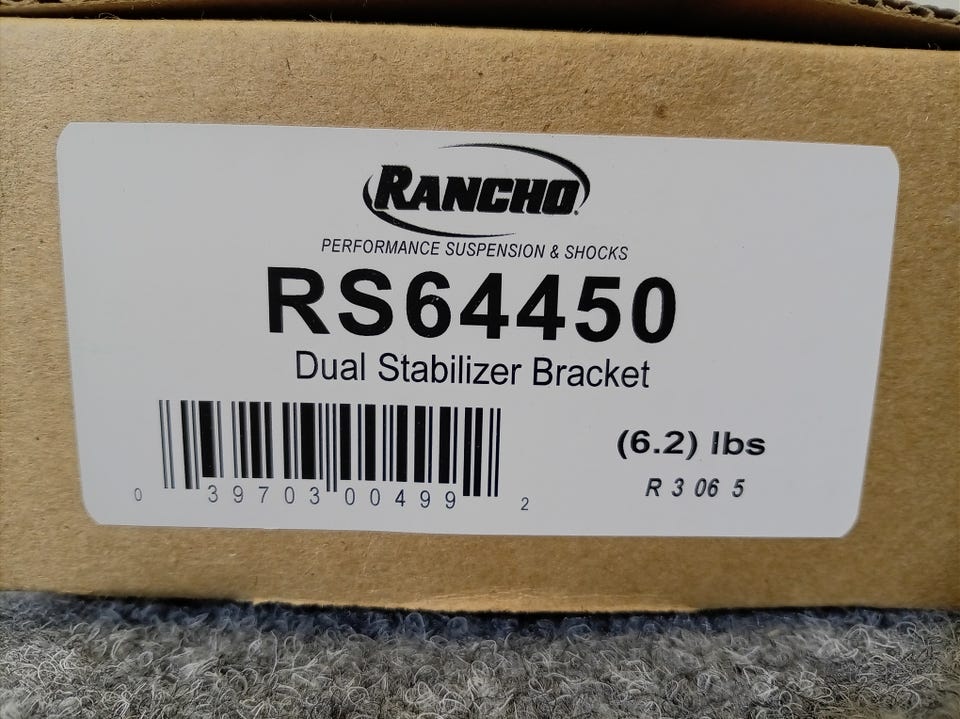 RANCHO
PERFORMANCE SUSPENSION & SHOCKS
RS64450
Dual Stabilizer Bracket
(6.2) lbs
R 3 06 5
0 39703 00499 2